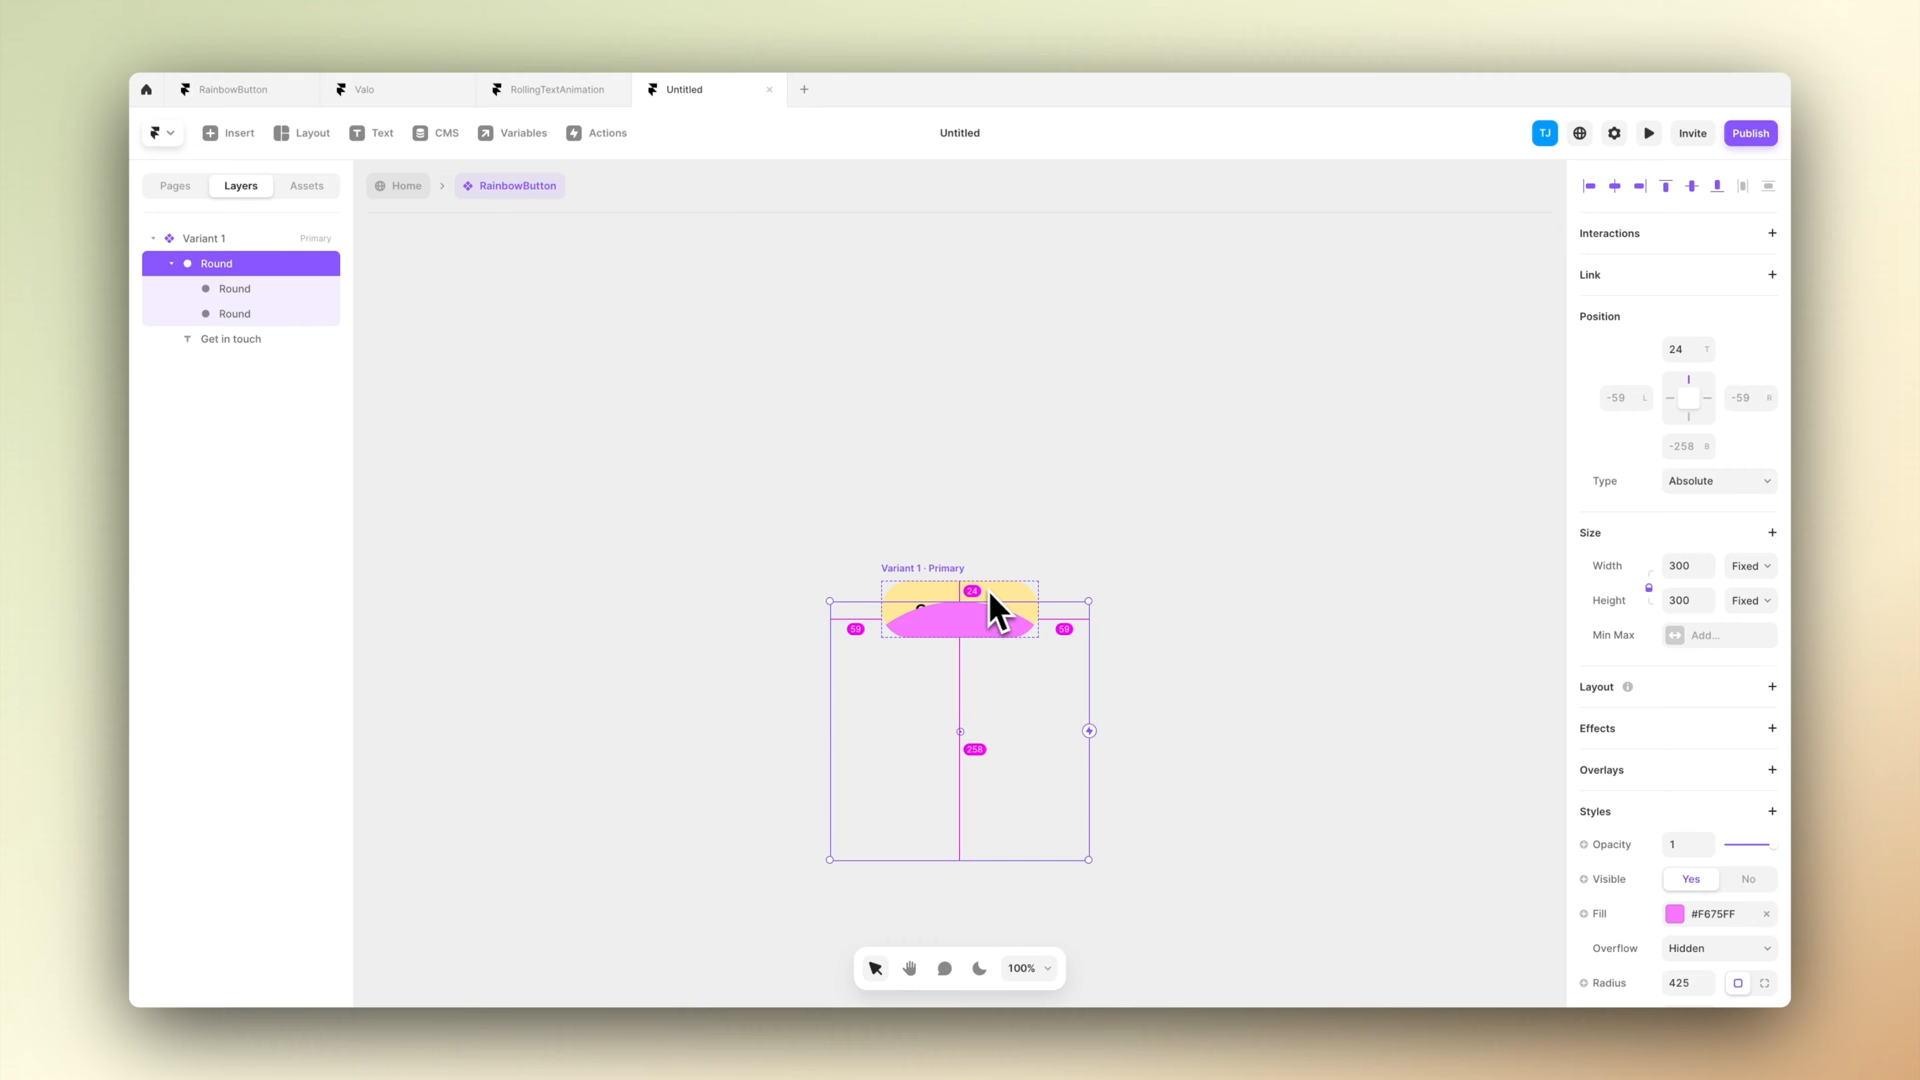 RainbowButton
Valo
RollingTextAnimation
Untitled
Insert
Layout
Text
CMS
Variables
Actions
Untitled
TJ
Invite
Publish
Pages
Layers
Assets
Home
RainbowButton
Variant 1
Primary
Round
Round
Round
Get in touch
Variant 1 · Primary
24
59
59
258
100%
Interactions
Link
Position
24 T
-59 L
-59 R
-258 B
Type
Absolute
Size
Width
300
Fixed
Height
300
Fixed
Min Max
Add...
Layout
Effects
Overlays
Styles
Opacity
1
Visible
Yes
No
Fill
#F675FF
Overflow
Hidden
Radius
425